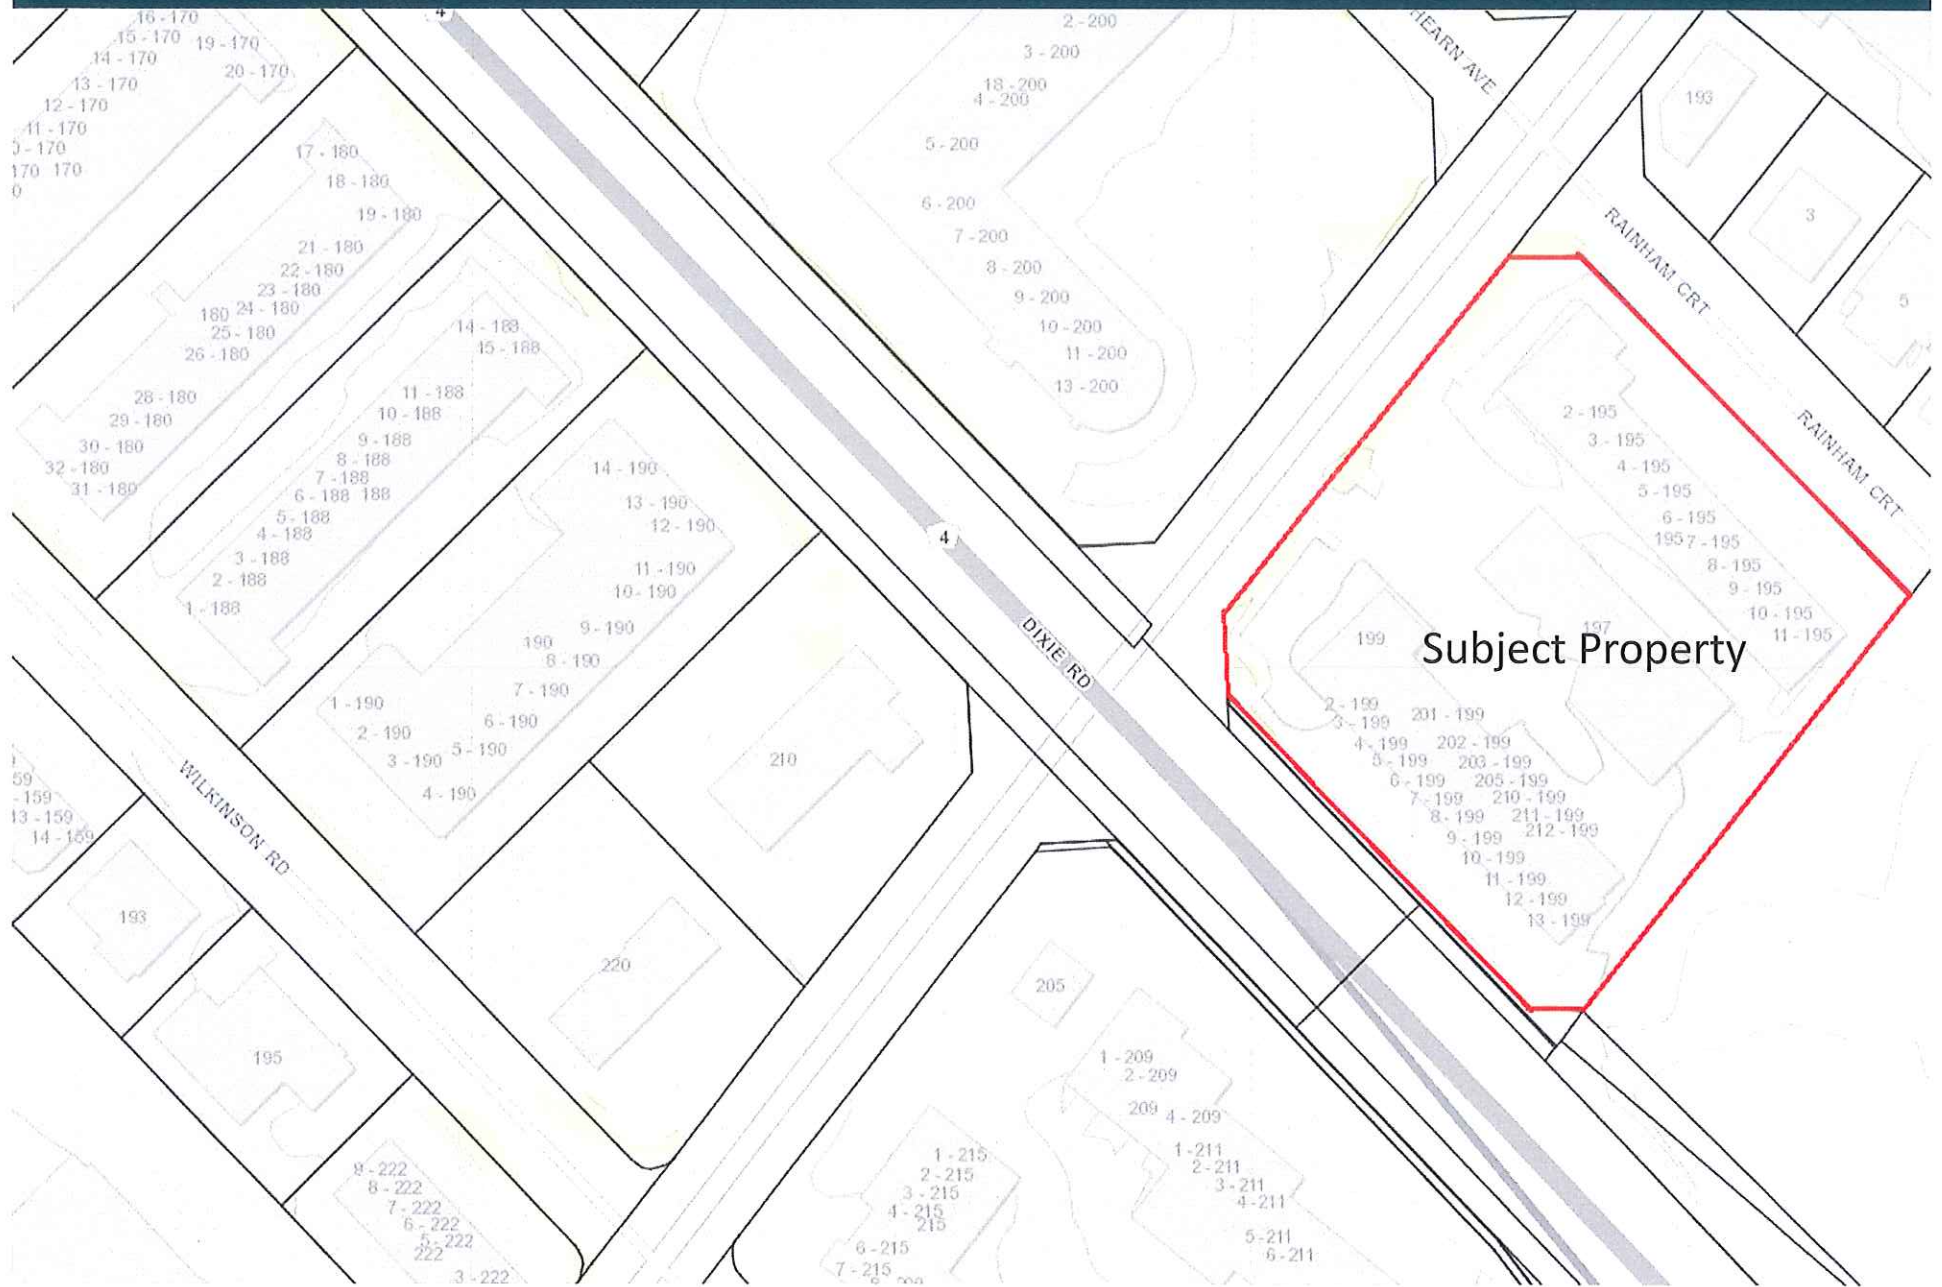 4
16 - 170
15 - 170
19 - 170
14 - 170
20 - 170
13 - 170
12 - 170
11 - 170
170
170
17 - 180
18 - 180
19 - 180
21 - 180
22 - 180
23 - 180
180
24 - 180
25 - 180
26 - 180
28 - 180
29 - 180
30 - 180
32 - 180
31 - 180
14 - 188
15 - 188
11 - 188
10 - 188
9 - 188
8 - 188
7 - 188
6 - 188
188
5 - 188
4 - 188
3 - 188
2 - 188
1 - 188
14 - 190
13 - 190
12 - 190
11 - 190
10 - 190
9 - 190
190
8 - 190
7 - 190
6 - 190
5 - 190
1 - 190
2 - 190
3 - 190
4 - 190
2 - 200
3 - 200
18 - 200
4 - 200
5 - 200
6 - 200
7 - 200
8 - 200
9 - 200
10 - 200
11 - 200
13 - 200
HEARN AVE
193
3
5
RAINHAM CRT
RAINHAM CRT
2 - 195
3 - 195
4 - 195
5 - 195
6 - 195
195
7 - 195
8 - 195
9 - 195
10 - 195
11 - 195
197
199
Subject Property
2 - 199
3 - 199
4 - 199
5 - 199
6 - 199
7 - 199
8 - 199
9 - 199
10 - 199
11 - 199
12 - 199
13 - 199
201 - 199
202 - 199
203 - 199
205 - 199
210 - 199
211 - 199
212 - 199
4
DIXIE RD
210
220
WILKINSON RD
13 - 159
14 - 159
193
195
9 - 222
8 - 222
7 - 222
6 - 222
5 - 222
222
3 - 222
205
1 - 209
2 - 209
209
4 - 209
1 - 211
2 - 211
3 - 211
4 - 211
5 - 211
6 - 211
1 - 215
2 - 215
3 - 215
4 - 215
215
6 - 215
7 - 215